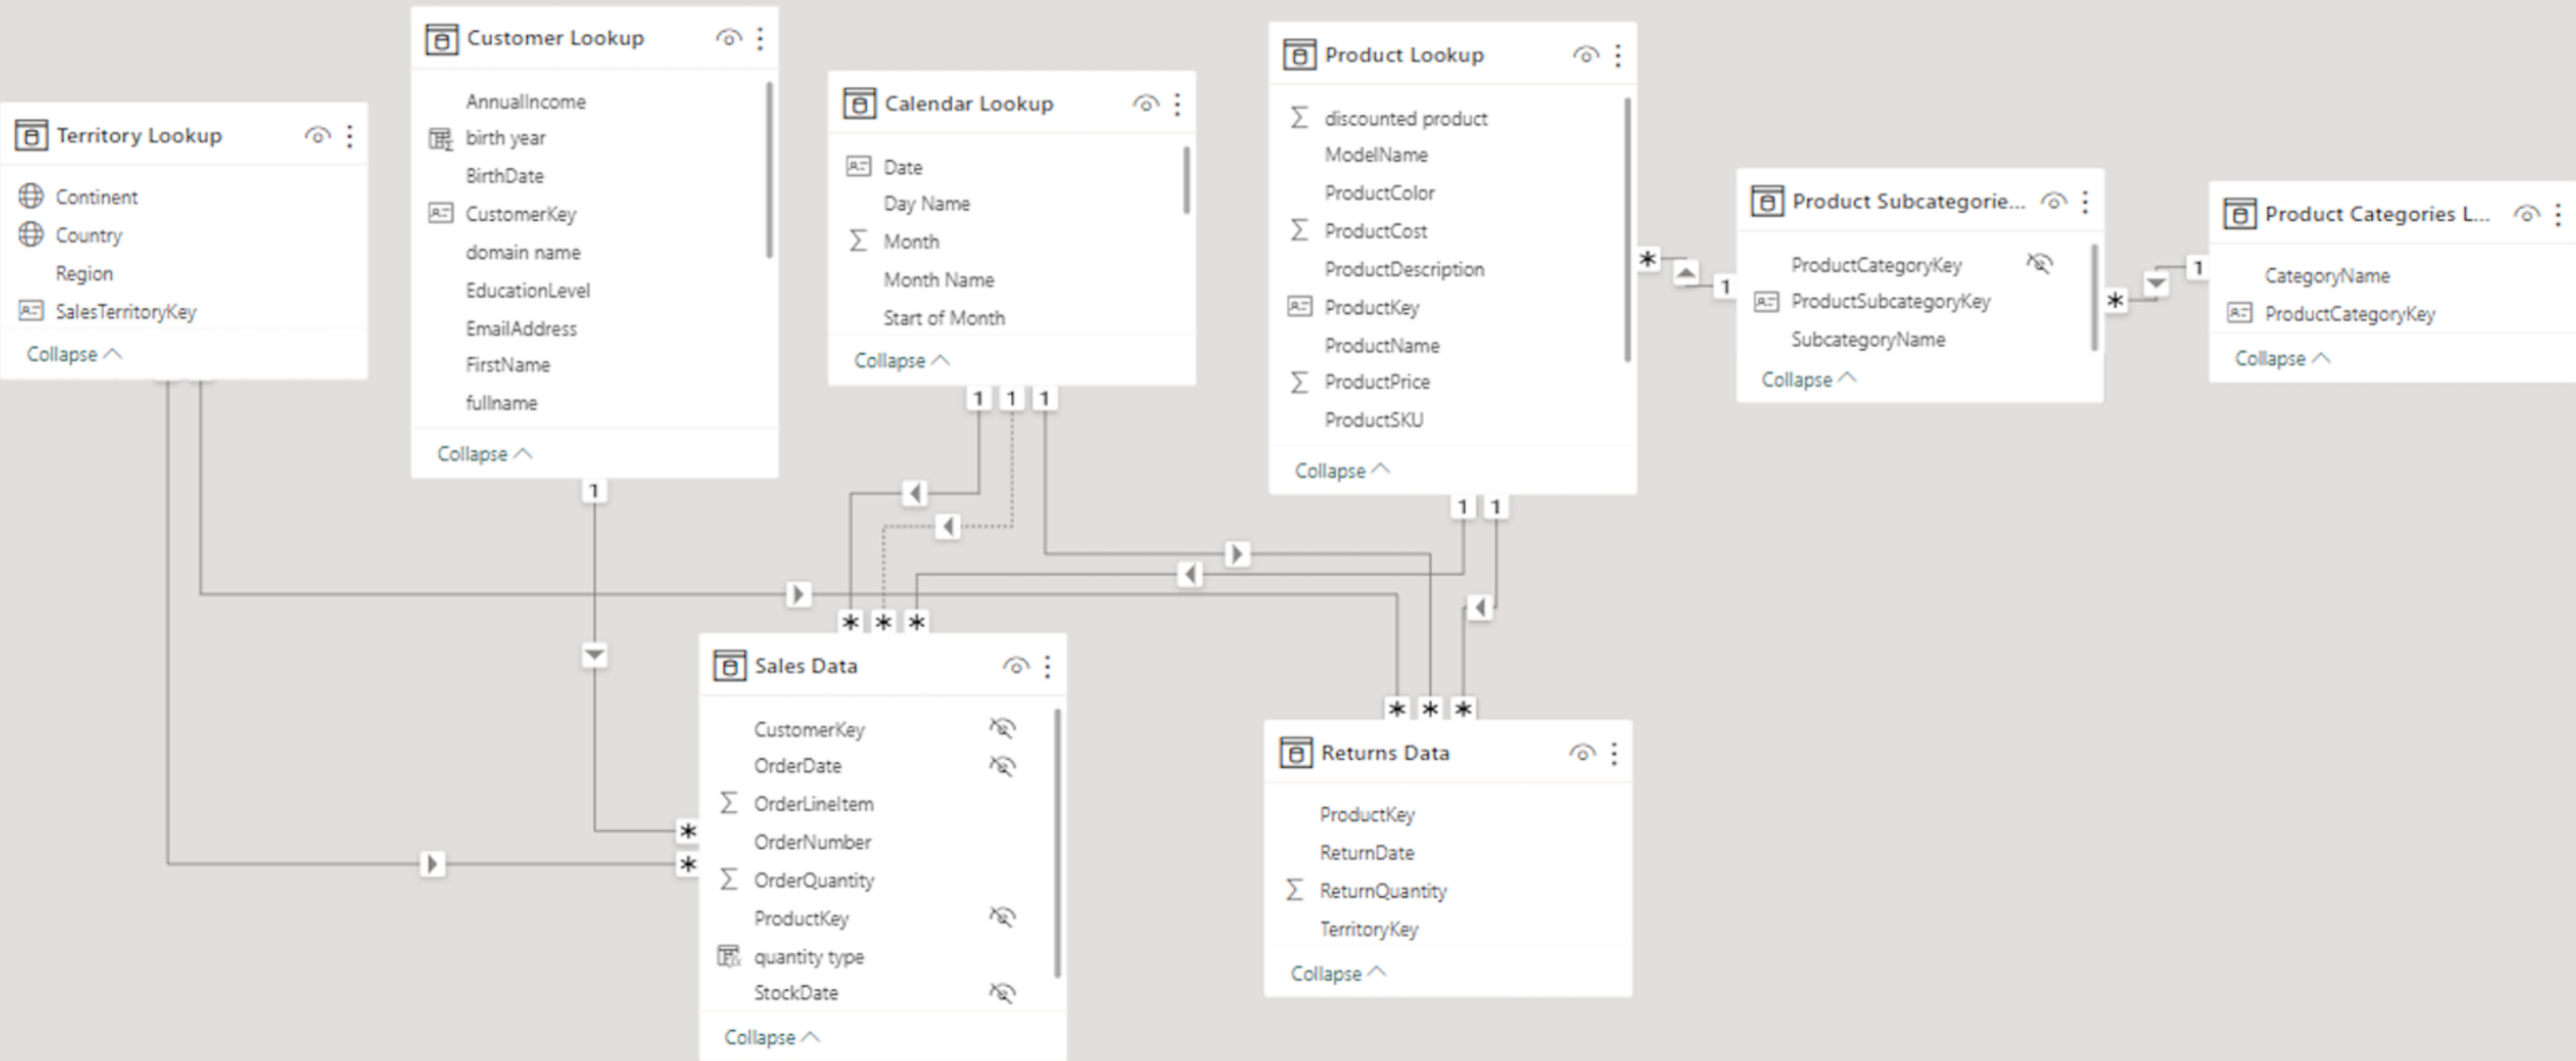 Territory Lookup
Continent
Country
Region
SalesTerritoryKey
Collapse
Customer Lookup
AnnualIncome
birth year
BirthDate
CustomerKey
domain name
EducationLevel
EmailAddress
FirstName
fullname
Collapse
1
Calendar Lookup
Date
Day Name
Month
Month Name
Start of Month
Collapse
1 1 1
Product Lookup
discounted product
ModelName
ProductColor
ProductCost
ProductDescription
ProductKey
ProductName
ProductPrice
ProductSKU
Collapse
1 1
* 1
Product Subcategorie...
ProductCategoryKey
ProductSubcategoryKey
SubcategoryName
Collapse
* 1
Product Categories L...
CategoryName
ProductCategoryKey
Collapse
* * *
*
*
Sales Data
CustomerKey
OrderDate
OrderLineItem
OrderNumber
OrderQuantity
ProductKey
quantity type
StockDate
Collapse
* * *
Returns Data
ProductKey
ReturnDate
ReturnQuantity
TerritoryKey
Collapse